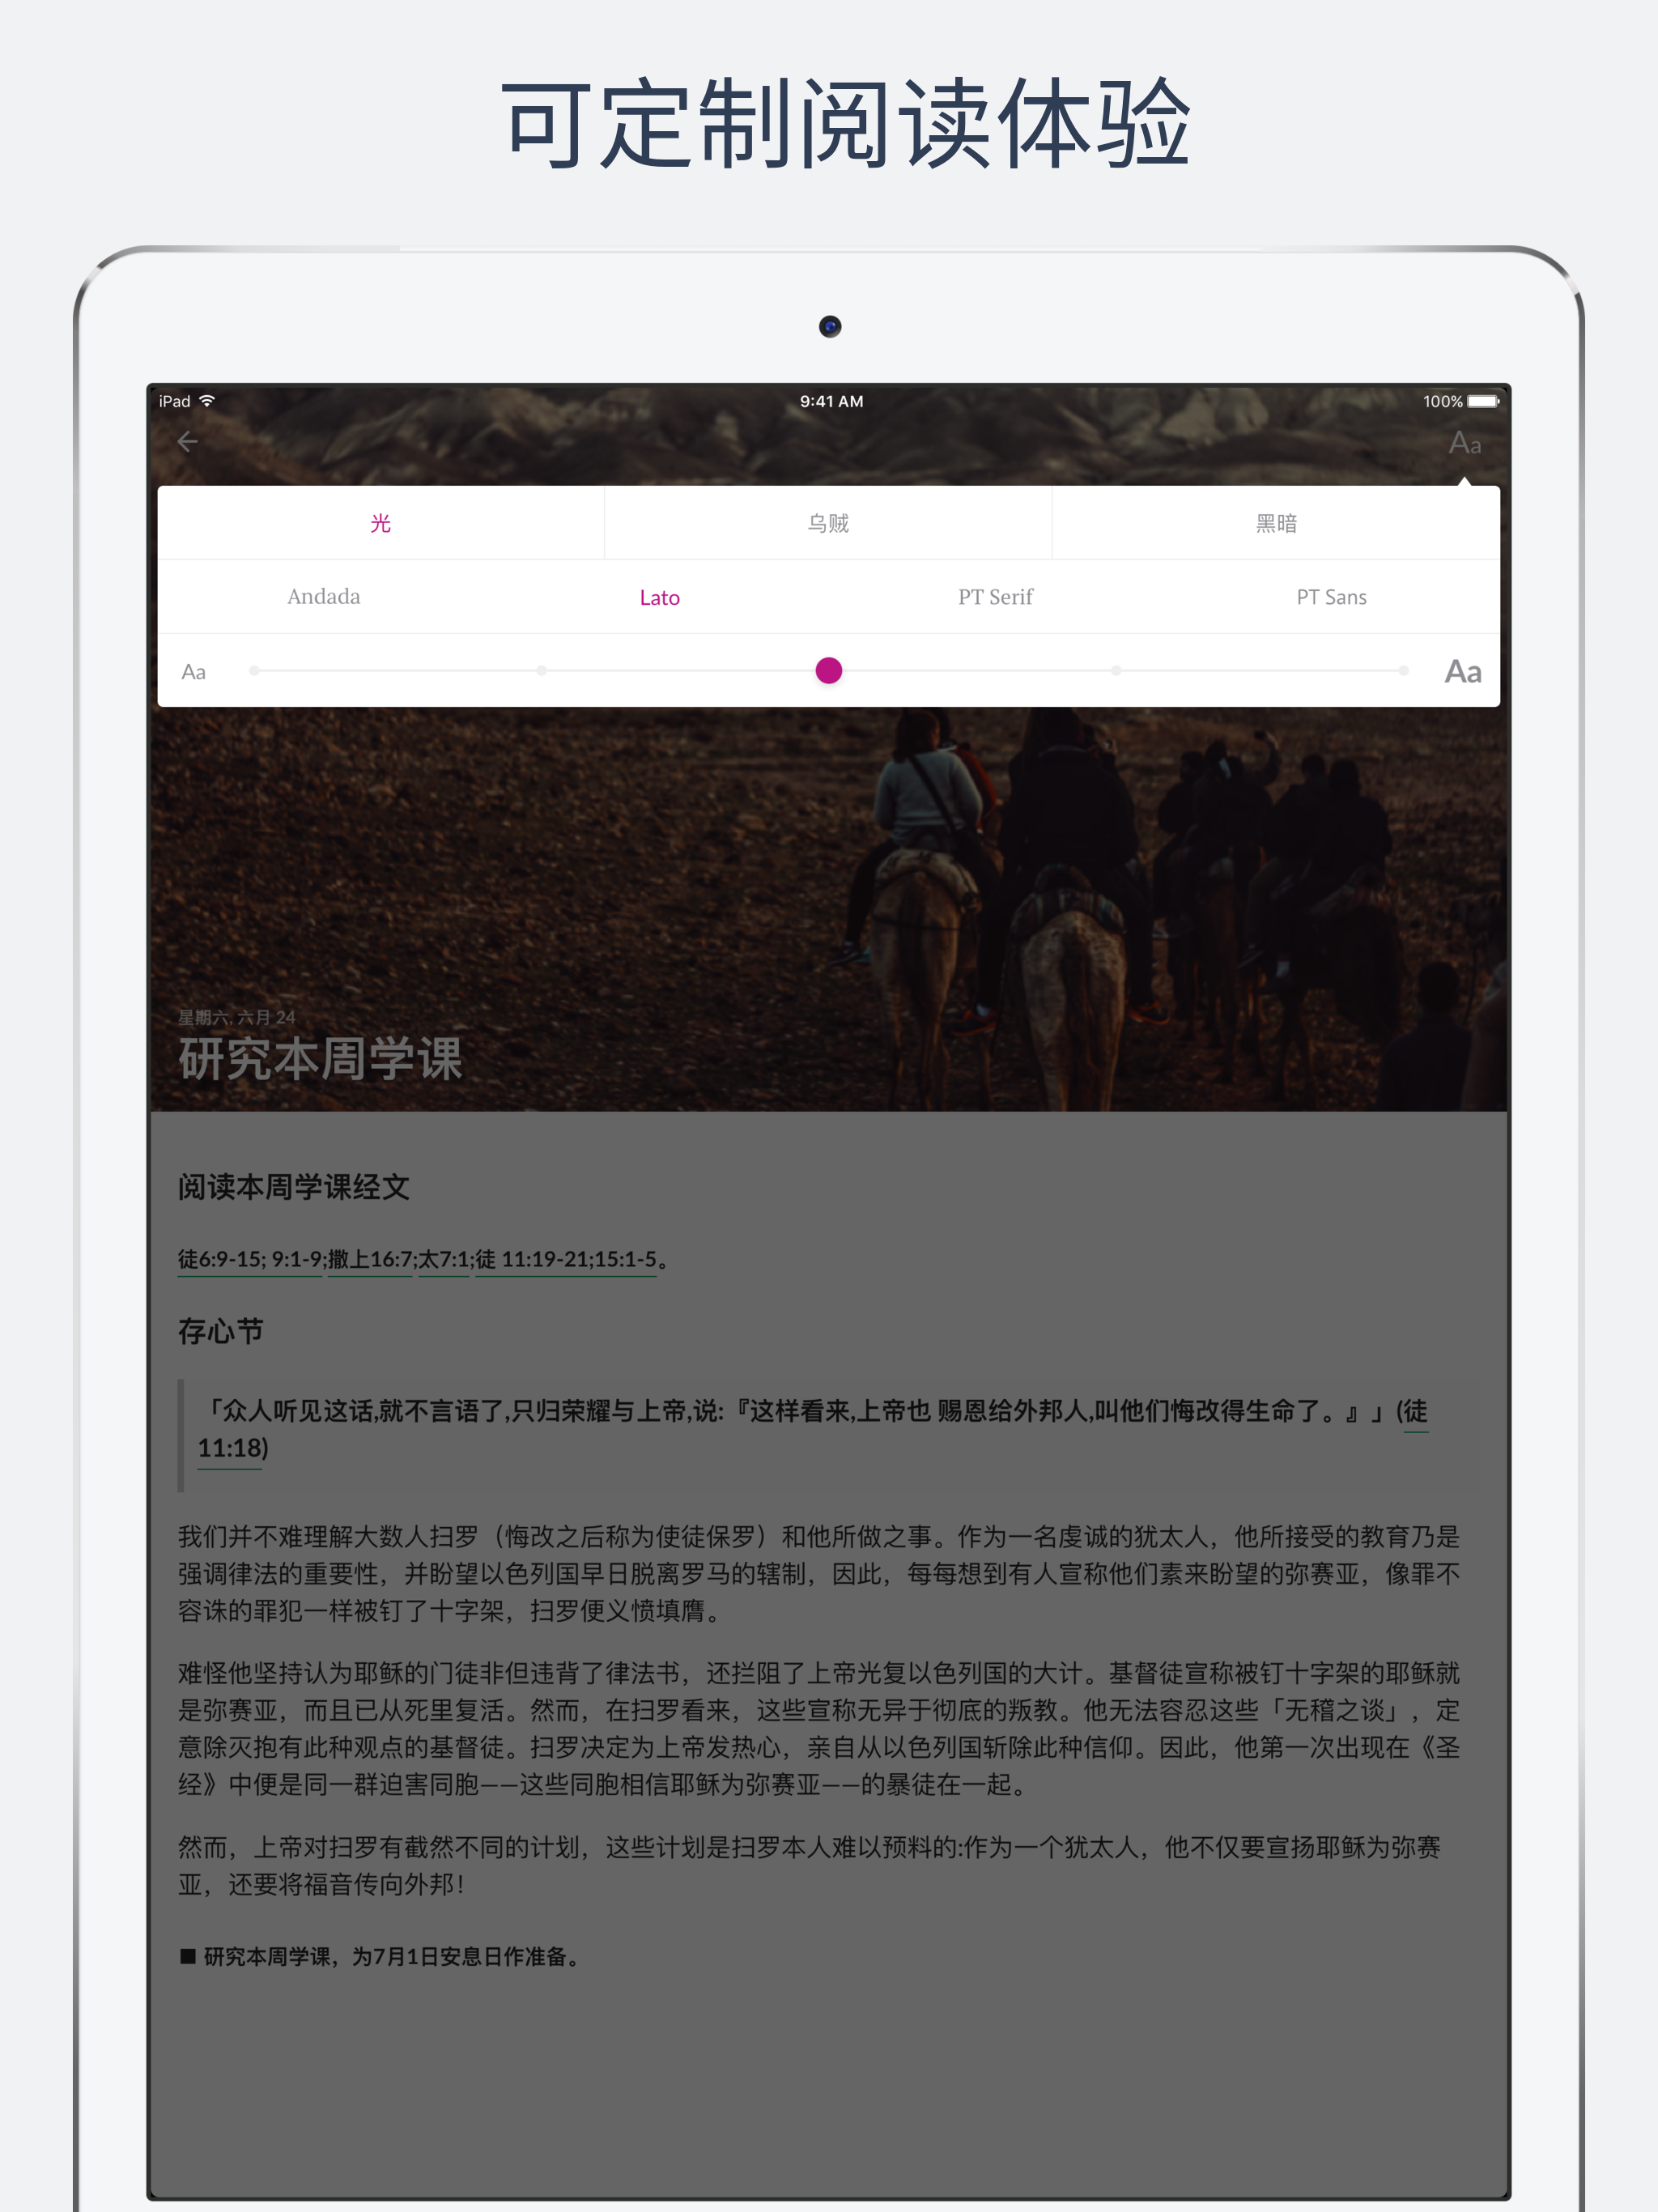 可定制阅读体验
iPad
9:41 AM
100%
Aa
光
乌贼
黑暗
Andada
Lato
PT Serif
PT Sans
Aa
Aa
星期六, 六月 24
研究本周学课
阅读本周学课经文
徒6:9-15; 9:1-9;撒上16:7;太7:1;徒 11:19-21;15:1-5。
存心节
「众人听见这话,就不言语了,只归荣耀与上帝,说:『这样看来,上帝也 赐恩给外邦人,叫他们悔改得生命了。』」(徒
11:18)
我们并不难理解大数人扫罗（悔改之后称为使徒保罗）和他所做之事。作为一名虔诚的犹太人，他所接受的教育乃是
强调律法的重要性，并盼望以色列国早日脱离罗马的辖制，因此，每每想到有人宣称他们素来盼望的弥赛亚，像罪不
容诛的罪犯一样被钉了十字架，扫罗便义愤填膺。
难怪他坚持认为耶稣的门徒非但违背了律法书，还拦阻了上帝光复以色列国的大计。基督徒宣称被钉十字架的耶稣就
是弥赛亚，而且已从死里复活。然而，在扫罗看来，这些宣称无异于彻底的叛教。他无法容忍这些「无稽之谈」，定
意除灭抱有此种观点的基督徒。扫罗决定为上帝发热心，亲自从以色列国斩除此种信仰。因此，他第一次出现在《圣
经》中便是同一群迫害同胞——这些同胞相信耶稣为弥赛亚——的暴徒在一起。
然而，上帝对扫罗有截然不同的计划，这些计划是扫罗本人难以预料的:作为一个犹太人，他不仅要宣扬耶稣为弥赛
亚，还要将福音传向外邦！
■ 研究本周学课，为7月1日安息日作准备。